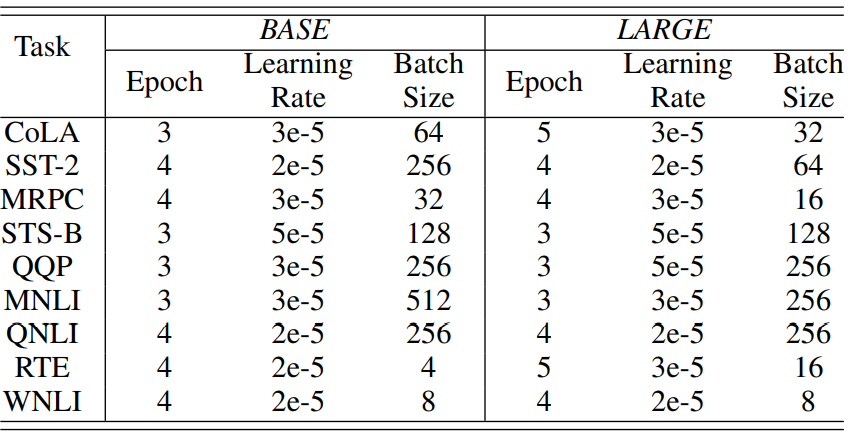 Task BASE LARGE
Epoch Learning Rate Batch Size Epoch Learning Rate Batch Size
CoLA 3 3e-5 64 5 3e-5 32
SST-2 4 2e-5 256 4 2e-5 64
MRPC 4 3e-5 32 4 3e-5 16
STS-B 3 5e-5 128 3 5e-5 128
QQP 3 3e-5 256 3 5e-5 256
MNLI 3 3e-5 512 3 3e-5 256
QNLI 4 2e-5 256 4 2e-5 256
RTE 4 2e-5 4 5 3e-5 16
WNLI 4 2e-5 8 4 2e-5 8